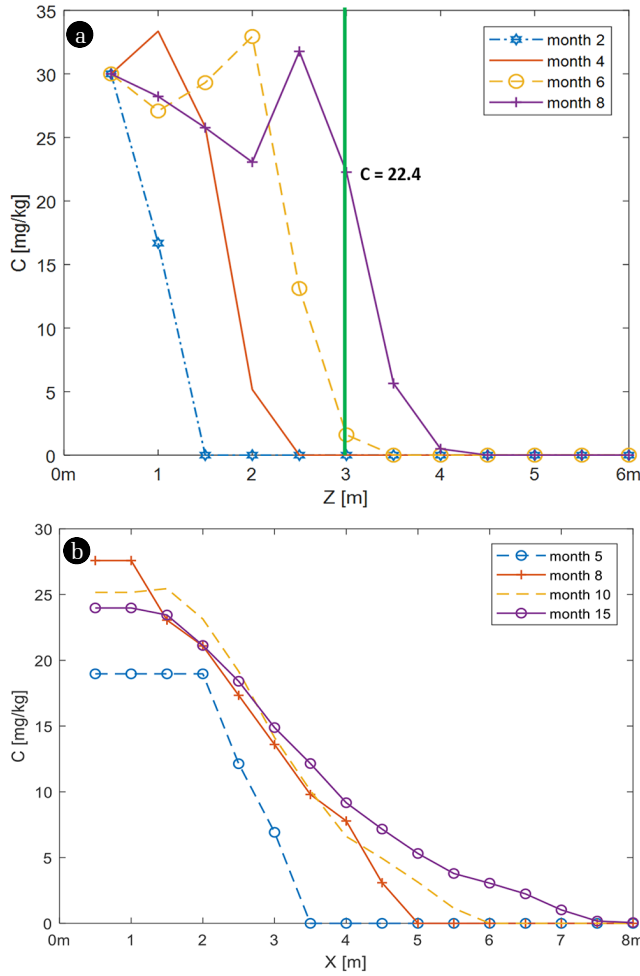 a
35
30
25
20
15
10
5
0
C [mg/kg]
month 2
month 4
month 6
month 8
C = 22.4
0m 1 2 3 4 5 6m
Z [m]
b
30
25
20
15
10
5
0
C [mg/kg]
month 5
month 8
month 10
month 15
0m 1 2 3 4 5 6 7 8m
X [m]